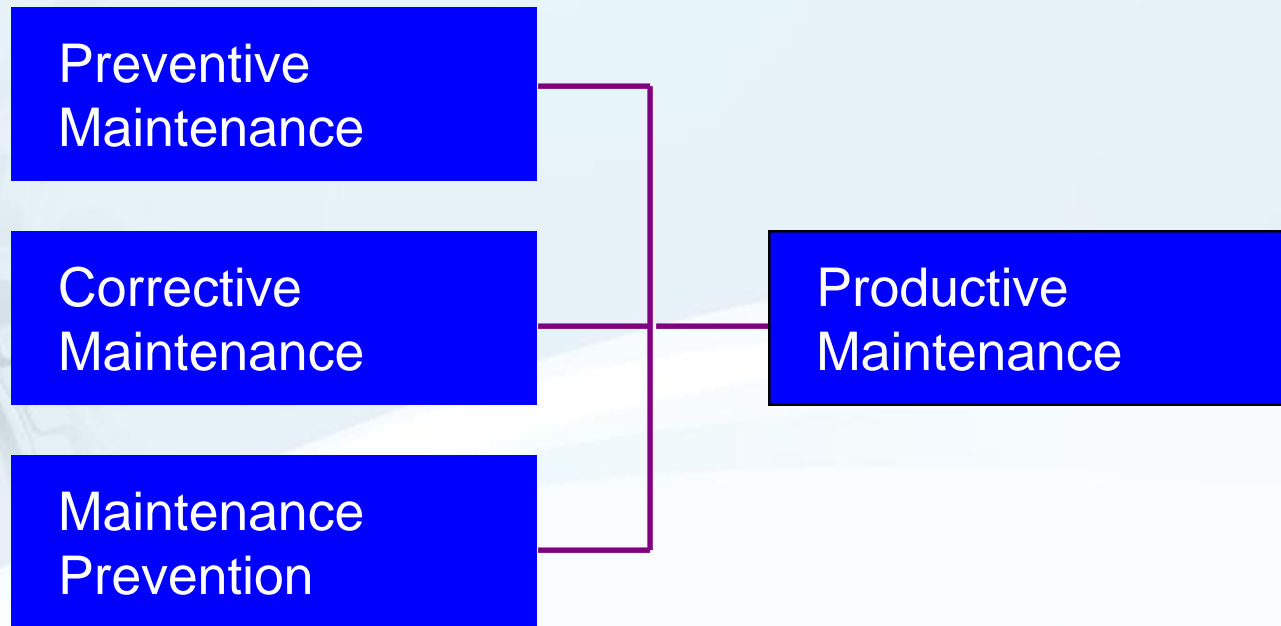 Preventive
Maintenance
Corrective
Maintenance
Maintenance
Prevention
Productive
Maintenance